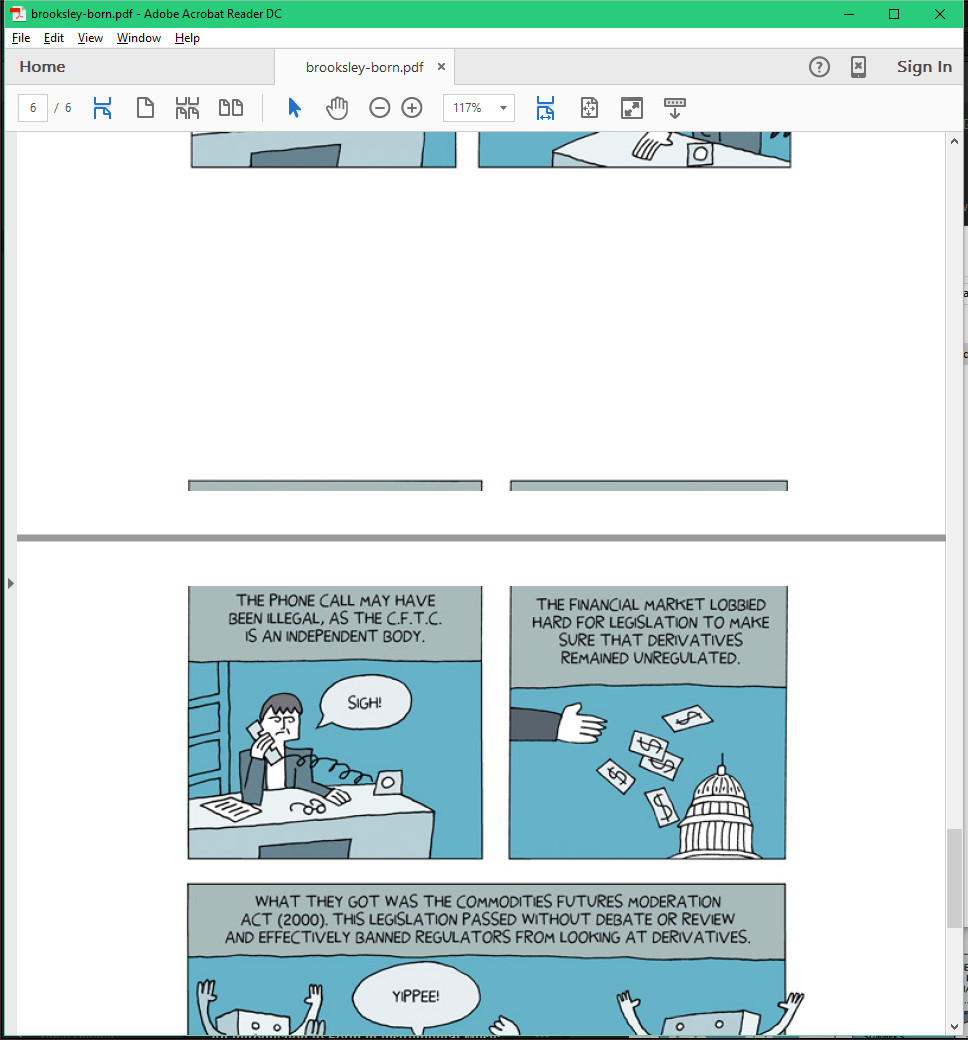 brooksley-born.pdf - Adobe Acrobat Reader DC
File Edit View Window Help
Home
brooksley-born.pdf ×
Sign In
6 / 6
117%
THE PHONE CALL MAY HAVE
BEEN ILLEGAL, AS THE C.F.T.C.
IS AN INDEPENDENT BODY.
SIGH!
THE FINANCIAL MARKET LOBBIED
HARD FOR LEGISLATION TO MAKE
SURE THAT DERIVATIVES
REMAINED UNREGULATED.
$
$
$
$
$
WHAT THEY GOT WAS THE COMMODITIES FUTURES MODERATION
ACT (2000). THIS LEGISLATION PASSED WITHOUT DEBATE OR REVIEW
AND EFFECTIVELY BANNED REGULATORS FROM LOOKING AT DERIVATIVES.
YIPPEE!